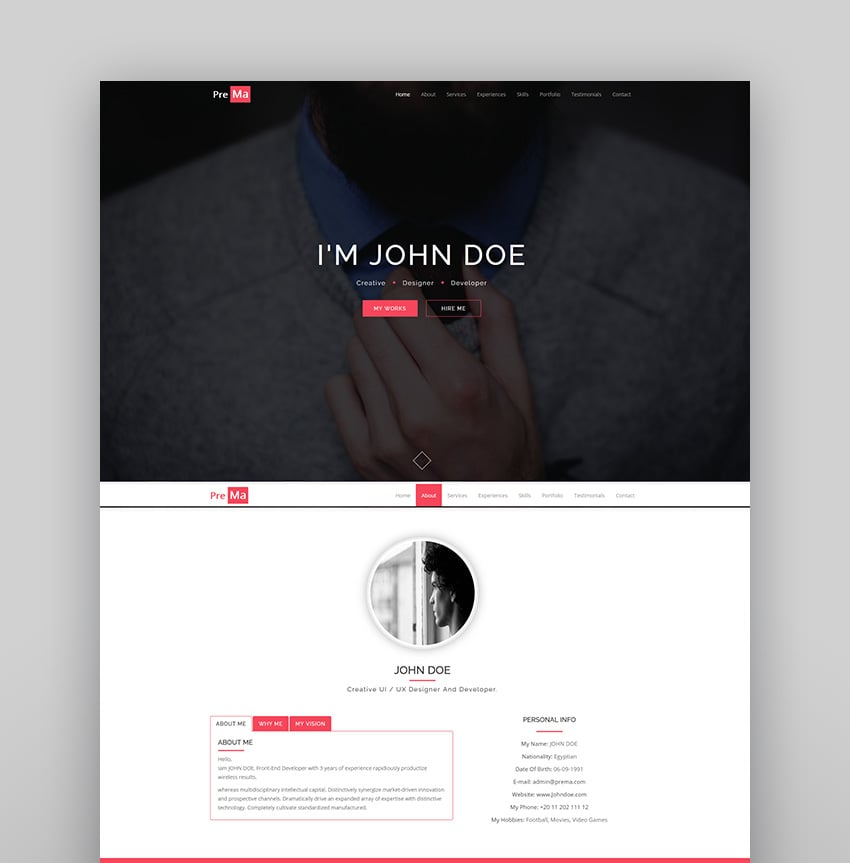 Pre Ma
Home About Services Experiences Skills Portfolio Testimonials Contact
I'M JOHN DOE
Creative • Designer • Developer
MY WORKS HIRE ME
Pre Ma
Home About Services Experiences Skills Portfolio Testimonials Contact
JOHN DOE
Creative UI / UX Designer And Developer.
ABOUT ME WHY ME MY VISION
ABOUT ME
Hello,
iam JOHN DOE, Front-End Developer with 3 years of experience rapidiously productize
wireless results.
whereas multidisciplinary intellectual capital. Distinctively synergize market-driven innovation
and prospective channels. Dramatically drive an expanded array of expertise with distinctive
technology. Completely cultivate standardized manufactured.
PERSONAL INFO
My Name: JOHN DOE
Nationality: Egyptian
Date Of Birth: 06-09-1991
E-mail: admin@prema.com
Website: www.Johndoe.com
My Phone: +20 11 202 111 12
My Hobbies: Football, Movies, Video Games